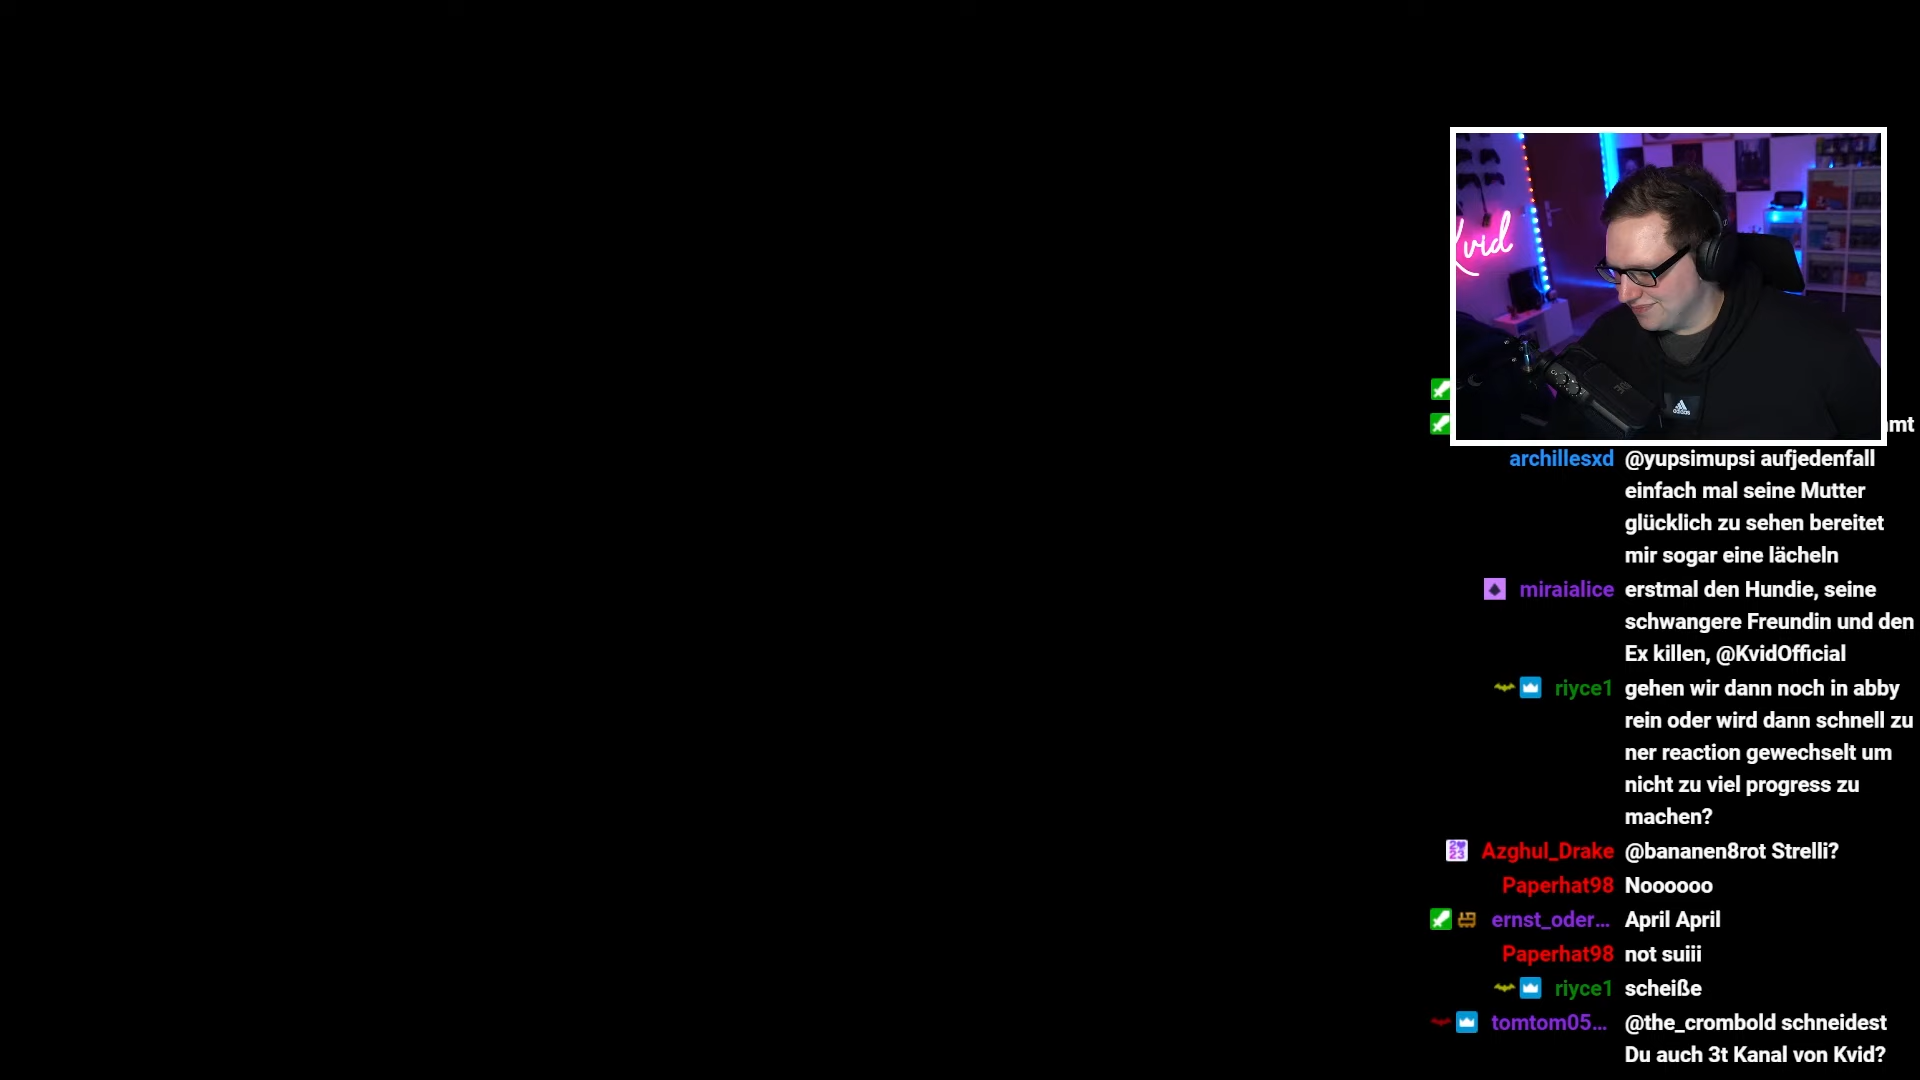 Kvid
adidas
mt
archillesxd @yupsimupsi aufjedenfall
einfach mal seine Mutter
glücklich zu sehen bereitet
mir sogar eine lächeln
miraialice erstmal den Hundie, seine
schwangere Freundin und den
Ex killen, @KvidOfficial
riyce1 gehen wir dann noch in abby
rein oder wird dann schnell zu
ner reaction gewechselt um
nicht zu viel progress zu
machen?
Azghul_Drake @bananen8rot Strelli?
Paperhat98 Noooooo
ernst_oder... April April
Paperhat98 not suiii
riyce1 scheiße
tomtom05... @the_crombold schneidest
Du auch 3t Kanal von Kvid?